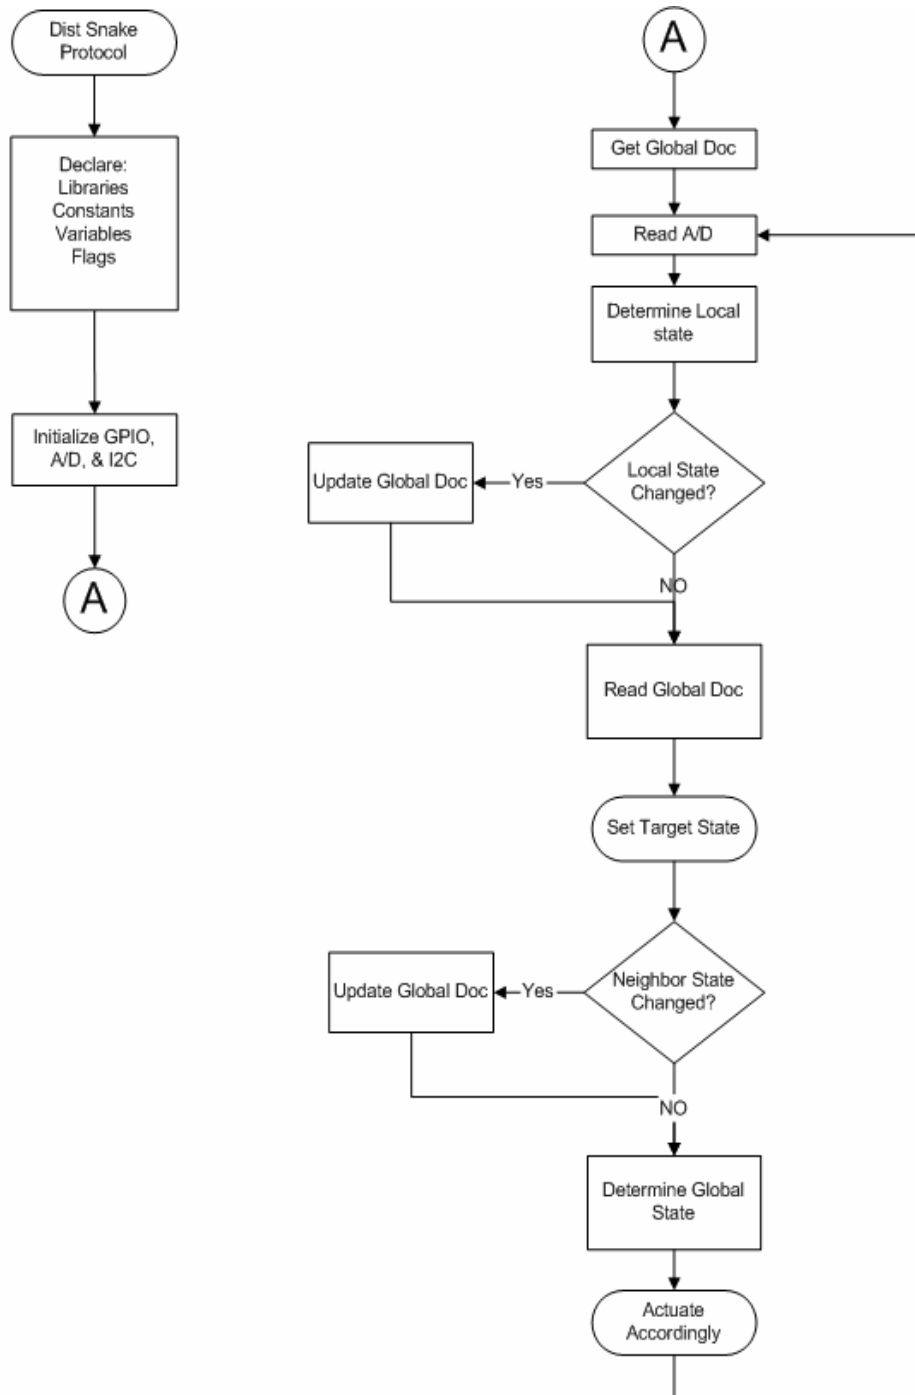 Dist Snake
Protocol
Declare:
Libraries
Constants
Variables
Flags
Initialize GPIO,
A/D, & I2C
A
A
Get Global Doc
Read A/D
Determine Local
state
Local State
Changed?
Yes
Update Global Doc
NO
Read Global Doc
Set Target State
Neighbor State
Changed?
Yes
Update Global Doc
NO
Determine Global
State
Actuate
Accordingly